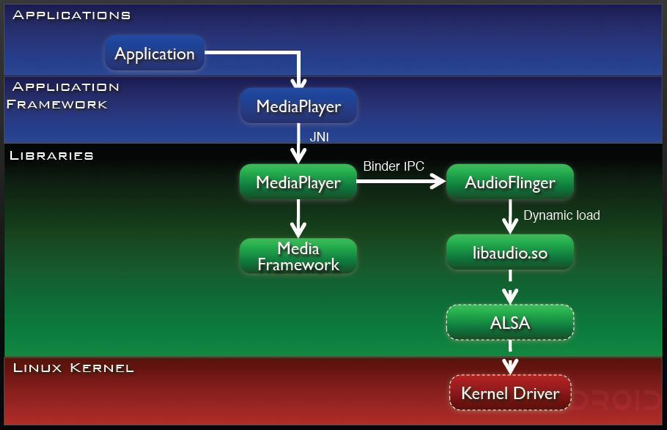 APPLICATIONS
Application
APPLICATION
FRAMEWORK
MediaPlayer
JNI
LIBRARIES
MediaPlayer
Binder IPC
AudioFlinger
Dynamic load
Media
Framework
libaudio.so
ALSA
LINUX KERNEL
Kernel Driver
ROID